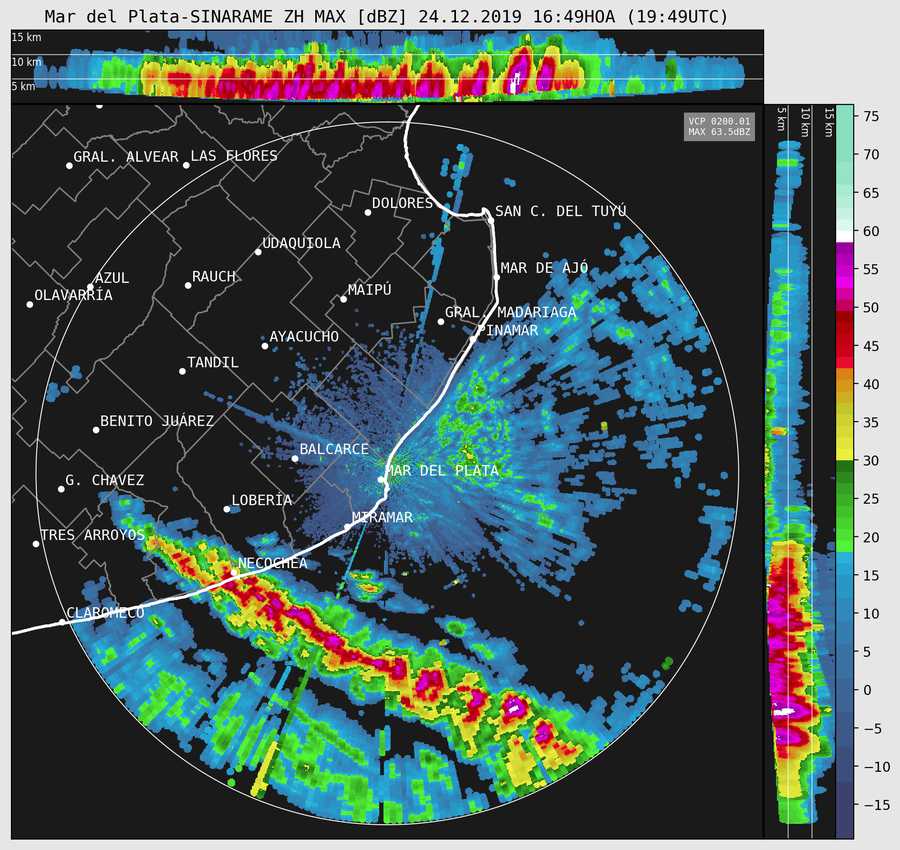 Mar del Plata-SINARAME ZH MAX [dBZ] 24.12.2019 16:49HOA (19:49UTC)
15 km
10 km
5 km
5 km
10 km
15 km
VCP 0200.01
MAX 63.5dBZ
GRAL. ALVEAR
LAS FLORES
DOLORES
SAN C. DEL TUYÚ
UDAQUIOLA
MAR DE AJÓ
AZUL
RAUCH
OLAVARRÍA
MAIPÚ
GRAL. MADARIAGA
PINAMAR
AYACUCHO
TANDIL
BENITO JUÁREZ
BALCARCE
MAR DEL PLATA
G. CHAVEZ
LOBERÍA
MIRAMAR
TRES ARROYOS
NECOCHEA
CLAROMECO
75
70
65
60
55
50
45
40
35
30
25
20
15
10
5
0
−5
−10
−15